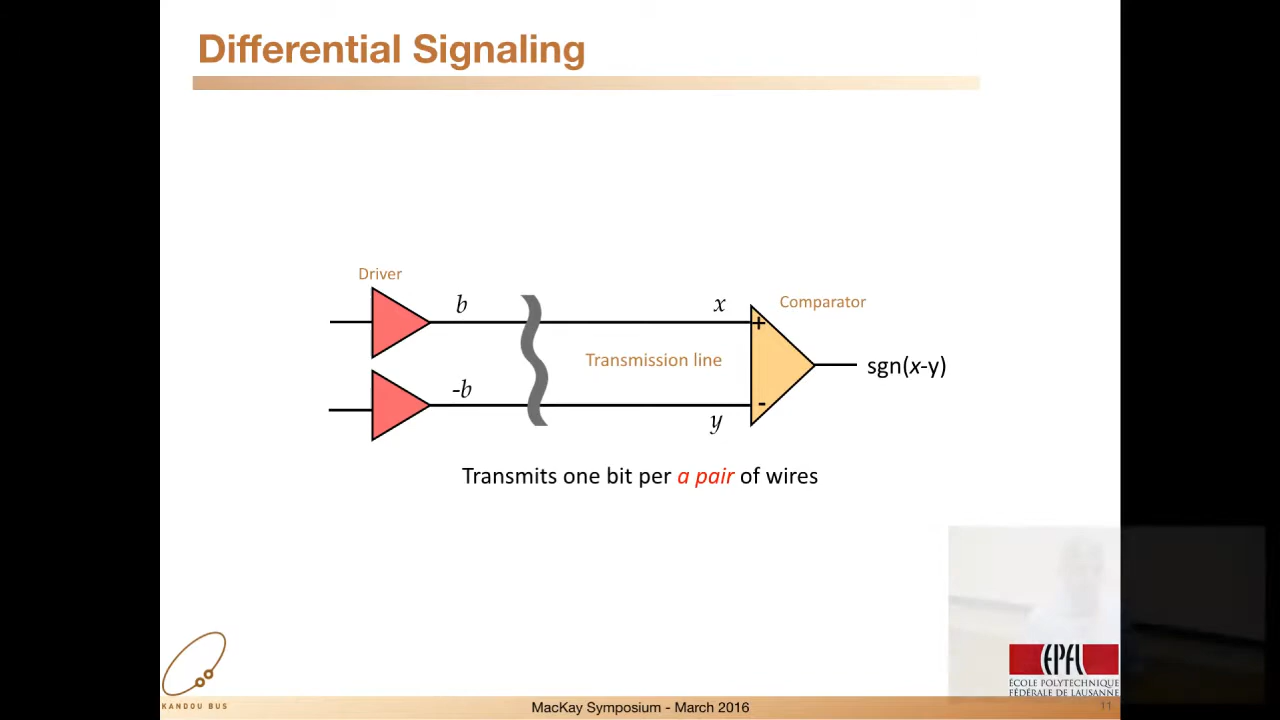 Differential Signaling
Driver
b
x
Comparator
+
Transmission line
sgn(x-y)
-b
-
y
Transmits one bit per a pair of wires
EPFL
ÉCOLE POLYTECHNIQUE
FÉDÉRALE DE LAUSANNE
KANDOU BUS
MacKay Symposium - March 2016
11